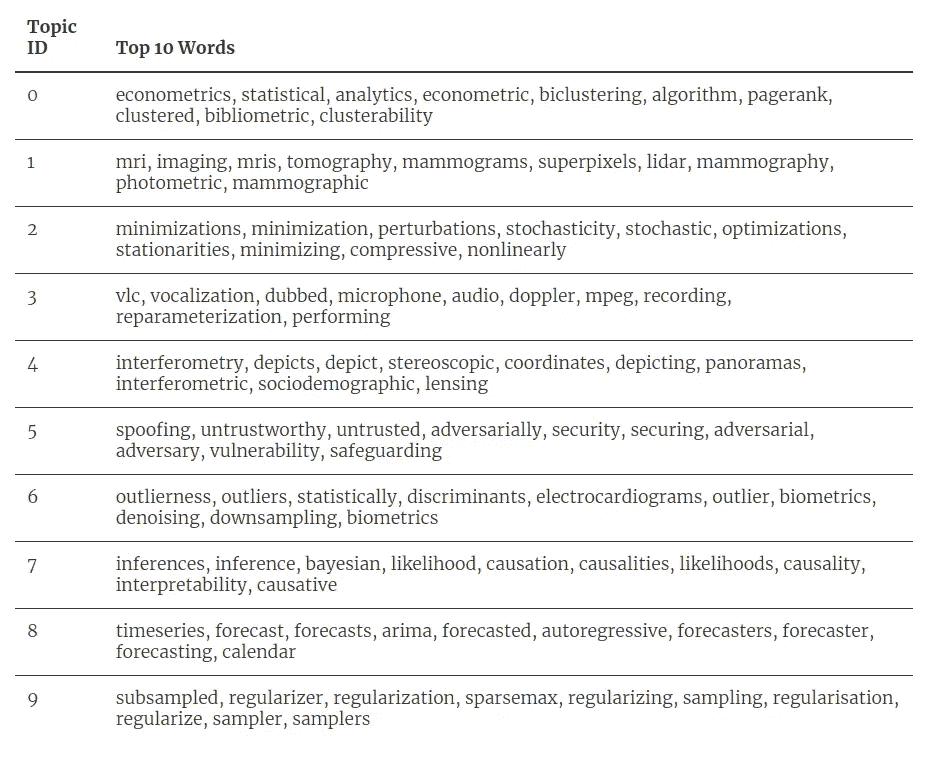 Topic
ID
Top 10 Words
0
econometrics, statistical, analytics, econometric, biclustering, algorithm, pagerank,
clustered, bibliometric, clusterability
1
mri, imaging, mris, tomography, mammograms, superpixels, lidar, mammography,
photometric, mammographic
2
minimizations, minimization, perturbations, stochasticity, stochastic, optimizations,
stationarities, minimizing, compressive, nonlinearly
3
vlc, vocalization, dubbed, microphone, audio, doppler, mpeg, recording,
reparameterization, performing
4
interferometry, depicts, depict, stereoscopic, coordinates, depicting, panoramas,
interferometric, sociodemographic, lensing
5
spoofing, untrustworthy, untrusted, adversarially, security, securing, adversarial,
adversary, vulnerability, safeguarding
6
outlierness, outliers, statistically, discriminants, electrocardiograms, outlier, biometrics,
denoising, downsampling, biometrics
7
inferences, inference, bayesian, likelihood, causation, causalities, likelihoods, causality,
interpretability, causative
8
timeseries, forecast, forecasts, arima, forecasted, autoregressive, forecasters, forecaster,
forecasting, calendar
9
subsampled, regularizer, regularization, sparsemax, regularizing, sampling, regularisation,
regularize, sampler, samplers